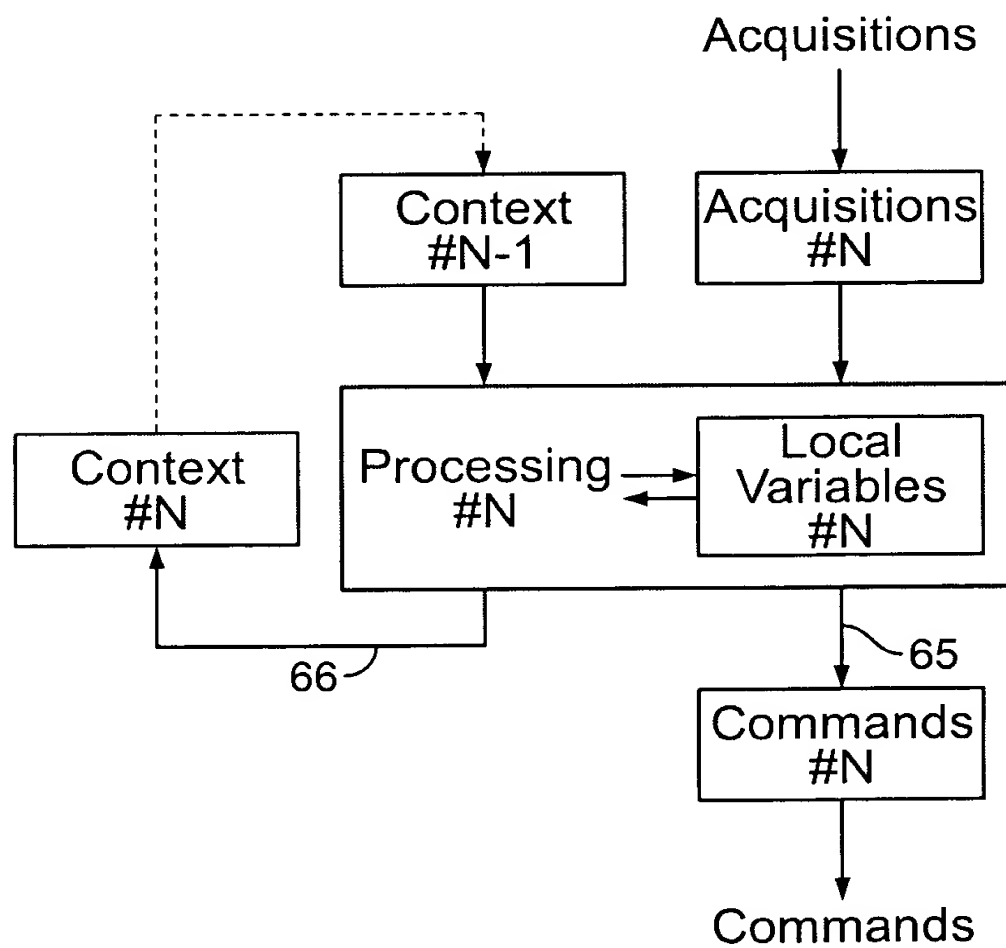 Acquisitions
Context
#N-1
Acquisitions
#N
Context
#N
Processing
#N
Local
Variables
#N
66
65
Commands
#N
Commands